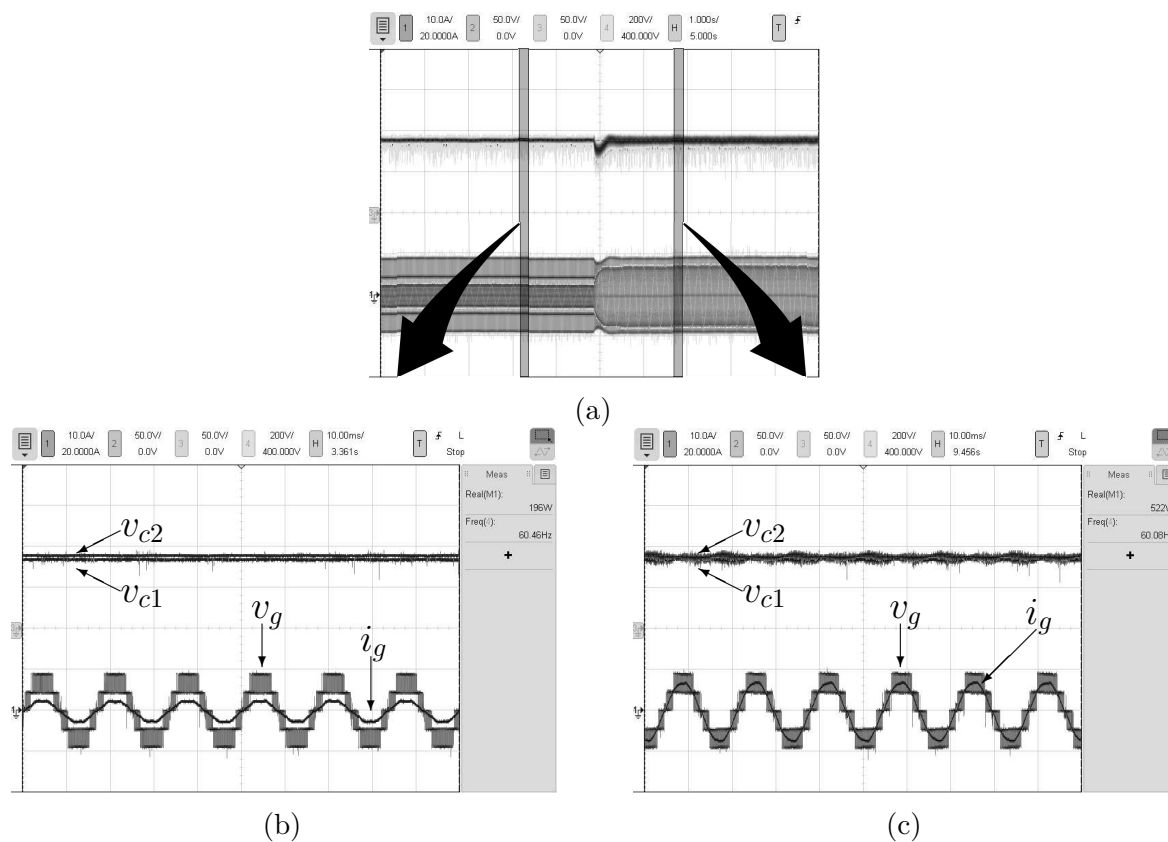 1 10.0A/ 2 50.0V/ 3 50.0V/ 4 200V/ H 1.000s/ T
20.0000A 0.0V 0.0V 400.000V 5.000s
1
(a)
1 10.0A/ 2 50.0V/ 3 50.0V/ 4 200V/ H 10.00ms/ T L
20.0000A 0.0V 0.0V 400.000V 3.361s Stop
Meas
Real(M1):
196W
Freq(4):
60.46Hz
+
v_{c2}
v_{c1}
v_g
i_g
1
(b)
1 10.0A/ 2 50.0V/ 3 50.0V/ 4 200V/ H 10.00ms/ T L
20.0000A 0.0V 0.0V 400.000V 9.456s Stop
Meas
Real(M1):
Freq(4):
+
v_{c2}
v_{c1}
v_g
i_g
1
(c)